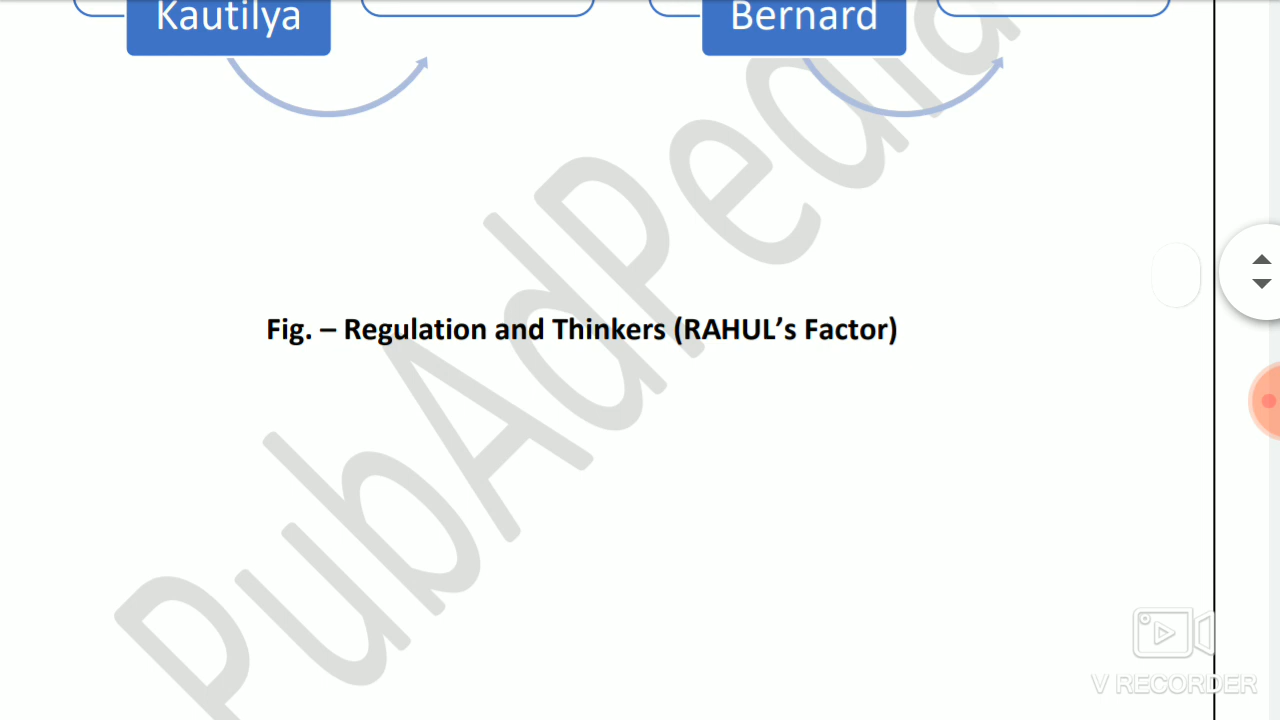 Kautilya
Bernard
Fig. – Regulation and Thinkers (RAHUL's Factor)
PubAdPedia
V RECORDER